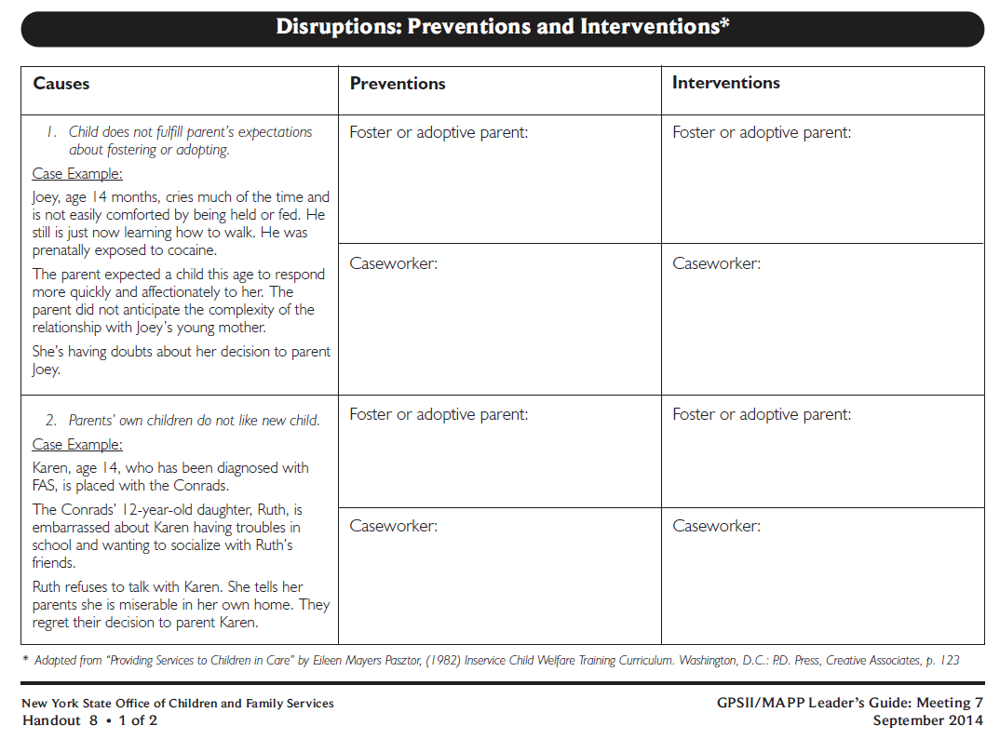 Disruptions: Preventions and Interventions*
Causes
Preventions
Interventions
1. Child does not fulfill parent's expectations
about fostering or adopting.
Case Example:
Joey, age 14 months, cries much of the time and
is not easily comforted by being held or fed. He
still is just now learning how to walk. He was
prenatally exposed to cocaine.
The parent expected a child this age to respond
more quickly and affectionately to her. The
parent did not anticipate the complexity of the
relationship with Joey's young mother.
She's having doubts about her decision to parent
Joey.
Foster or adoptive parent:
Foster or adoptive parent:
Caseworker:
Caseworker:
2. Parents' own children do not like new child.
Case Example:
Karen, age 14, who has been diagnosed with
FAS, is placed with the Conrads.
The Conrads' 12-year-old daughter, Ruth, is
embarrassed about Karen having troubles in
school and wanting to socialize with Ruth's
friends.
Ruth refuses to talk with Karen. She tells her
parents she is miserable in her own home. They
regret their decision to parent Karen.
Foster or adoptive parent:
Foster or adoptive parent:
Caseworker:
Caseworker:
* Adapted from "Providing Services to Children in Care" by Eileen Mayers Pasztor, (1982) Inservice Child Welfare Training Curriculum. Washington, D.C.: P.D. Press, Creative Associates, p. 123
New York State Office of Children and Family Services
Handout 8 • 1 of 2
GPSII/MAPP Leader's Guide: Meeting 7
September 2014